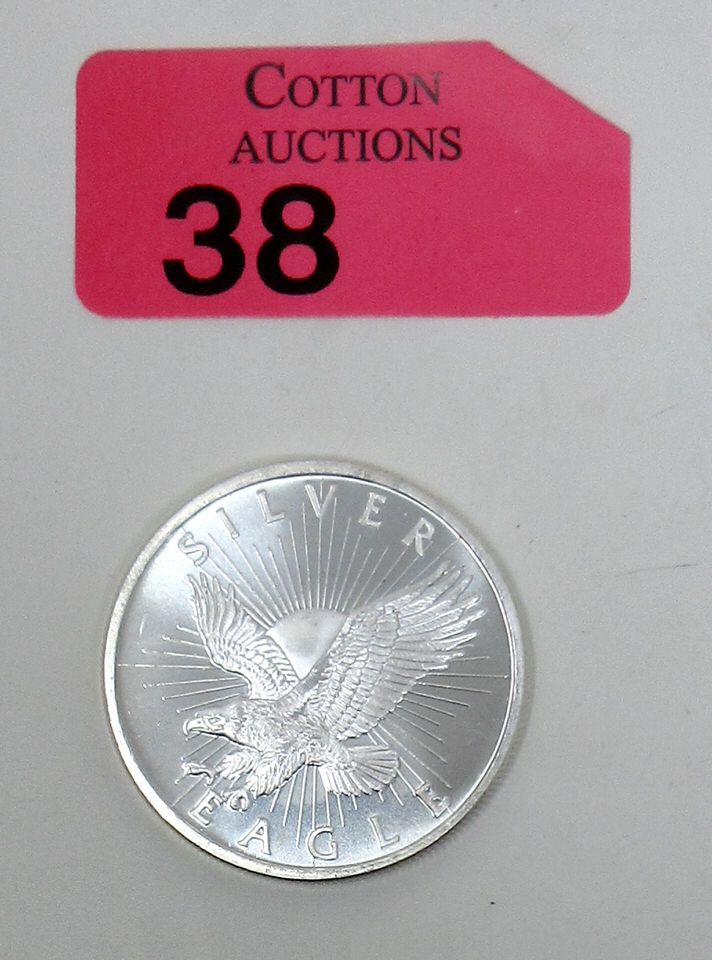 COTTON
AUCTIONS
38
SILVER
EAGLE